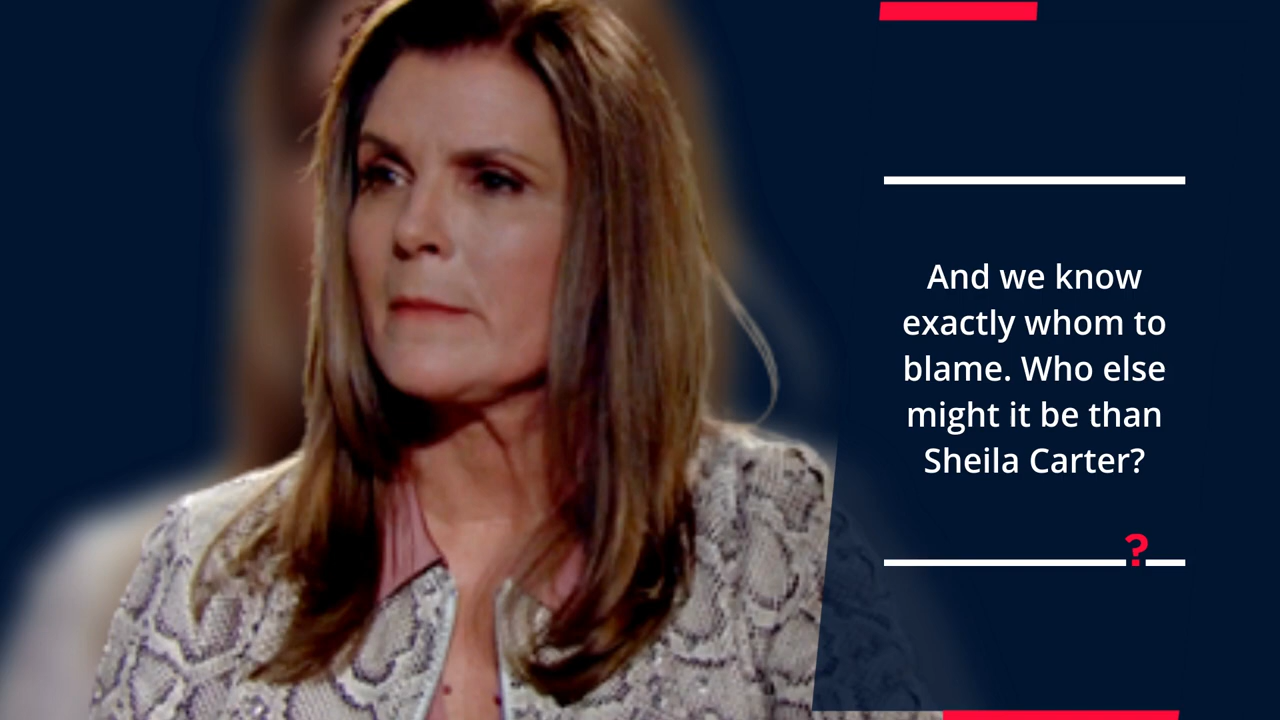 And we know
exactly whom to
blame. Who else
might it be than
Sheila Carter?
?